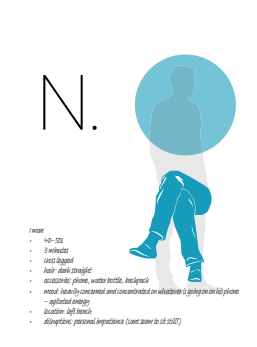 N.
1 man
- 40-50s
- 3 minutes
- cross legged
- hair: dark straight
- accessories: phone, water bottle, backpack
- mood: heavily concerned and concentrated on whatever is going on on his phone
- agitated energy
- location: left bench
- disruptions: personal impatience (cant seem to sit still!)